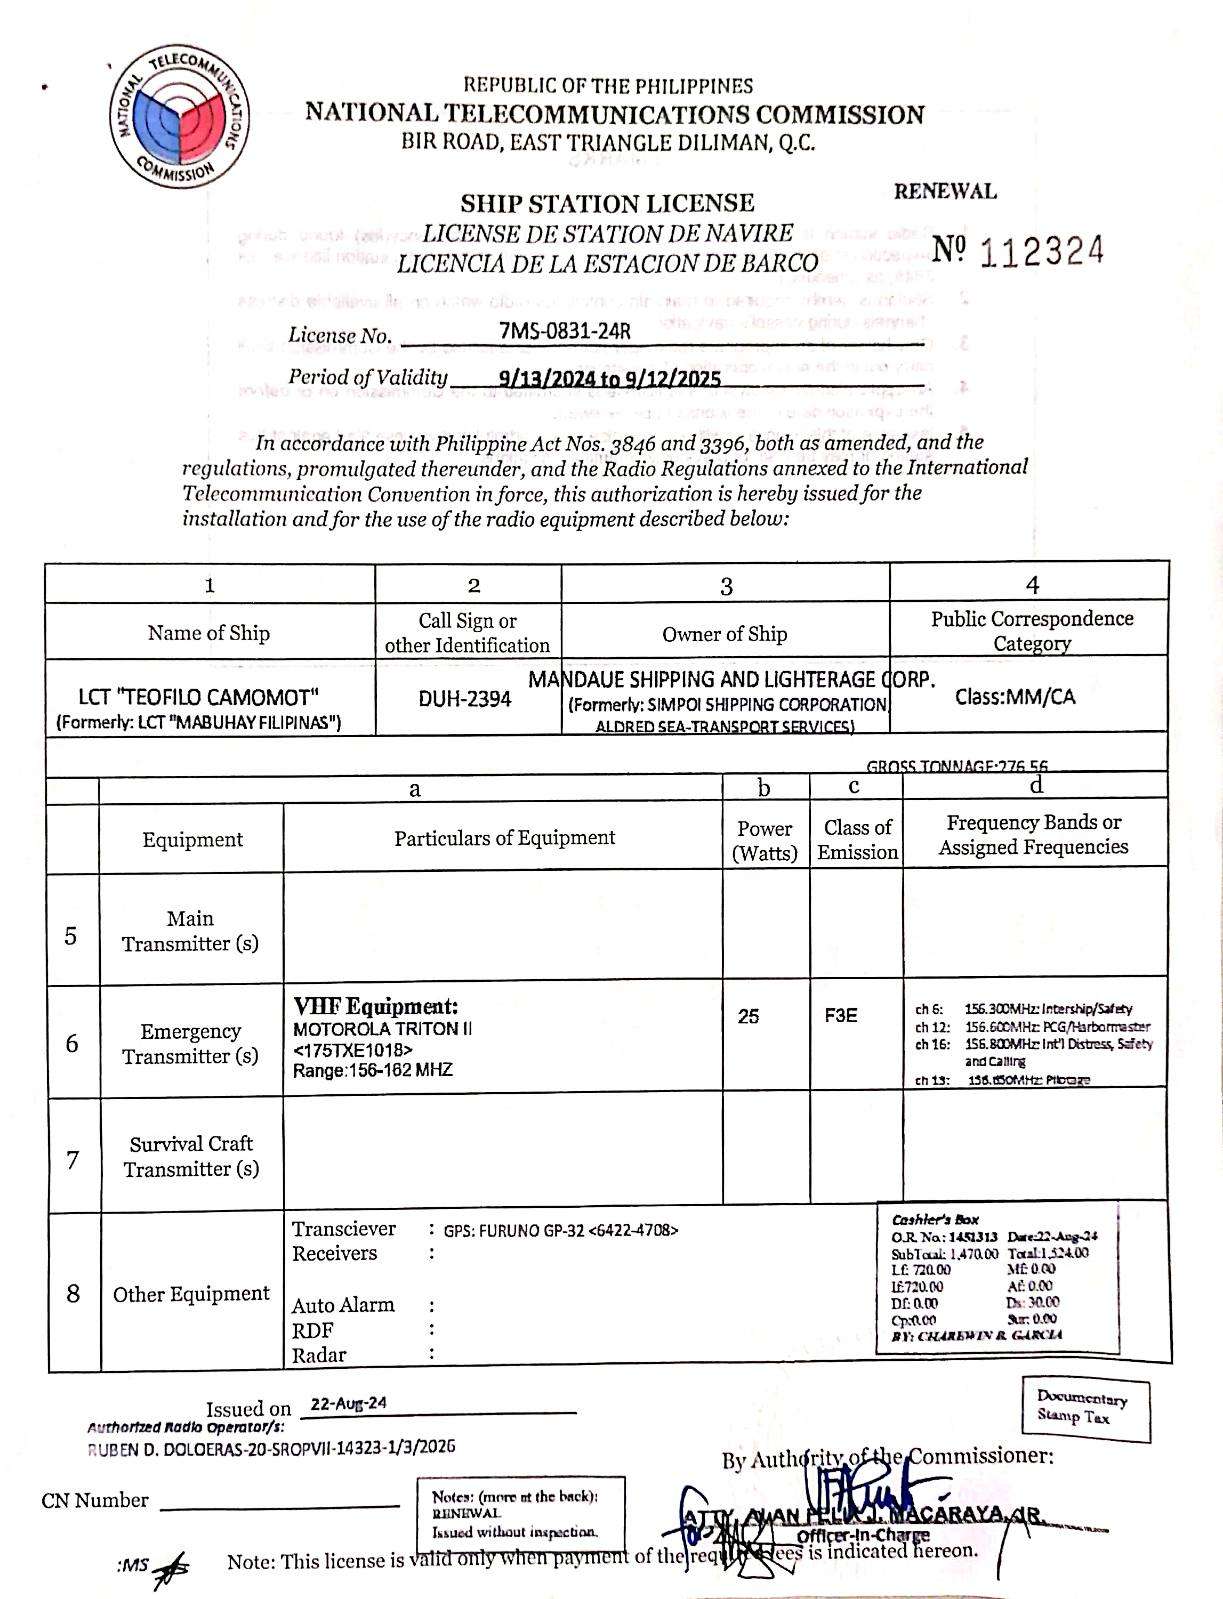 NATIONAL TELECOMMUNICATIONS COMMISSION
REPUBLIC OF THE PHILIPPINES
NATIONAL TELECOMMUNICATIONS COMMISSION
BIR ROAD, EAST TRIANGLE DILIMAN, Q.C.
RENEWAL
SHIP STATION LICENSE
LICENSE DE STATION DE NAVIRE
LICENCIA DE LA ESTACION DE BARCO
Nº 112324
License No. 7MS-0831-24R
Period of Validity 9/13/2024 to 9/12/2025
In accordance with Philippine Act Nos. 3846 and 3396, both as amended, and the
regulations, promulgated thereunder, and the Radio Regulations annexed to the International
Telecommunication Convention in force, this authorization is hereby issued for the
installation and for the use of the radio equipment described below:
1 2 3 4
Name of Ship
Call Sign or
other Identification
Owner of Ship
Public Correspondence
Category
LCT "TEOFILO CAMOMOT"
(Formerly: LCT "MABUHAY FILIPINAS")
DUH-2394
MANDAUE SHIPPING AND LIGHTERAGE CORP.
(Formerly: SIMPOI SHIPPING CORPORATION
ALDRED SEA-TRANSPORT SERVICES)
Class:MM/CA
GROSS TONNAGE:276.56
a b c d
Equipment
Particulars of Equipment
Power
(Watts)
Class of
Emission
Frequency Bands or
Assigned Frequencies
5
Main
Transmitter (s)
6
Emergency
Transmitter (s)
VHF Equipment:
MOTOROLA TRITON II
<175TXE1018>
Range:156-162 MHZ
25
F3E
ch 6: 156.300MHz: Intership/Safety
ch 12: 156.600MHz: PCG/Harbormaster
ch 16: 156.800MHz: Int'l Distress, Safety
and Calling
ch 13: 156.650MHz: Pilotage
7
Survival Craft
Transmitter (s)
8
Other Equipment
Transciever : GPS: FURUNO GP-32 <6422-4708>
Receivers :
Auto Alarm :
RDF :
Radar :
Cashier's Box
O.R. No.: 1451313 Date:22-Aug-24
SubTotal: 1,470.00 Total:1,524.00
Lf: 720.00 Mf: 0.00
If:720.00 Af: 0.00
Df: 0.00 Ds: 30.00
Cp:0.00 Sur: 0.00
BY: CHAREWIN R. GARCIA
Issued on 22-Aug-24
Authorized Radio Operator/s:
RUBEN D. DOLOERAS-20-SROPVII-14323-1/3/2026
Documentary
Stamp Tax
By Authority of the Commissioner:
CN Number
Notes: (more at the back):
RENEWAL
Issued without inspection.
ATTY. ALAN FELIX J. MACARAYA, JR.
Officer-In-Charge
:MS
Note: This license is valid only when payment of the required fees is indicated hereon.